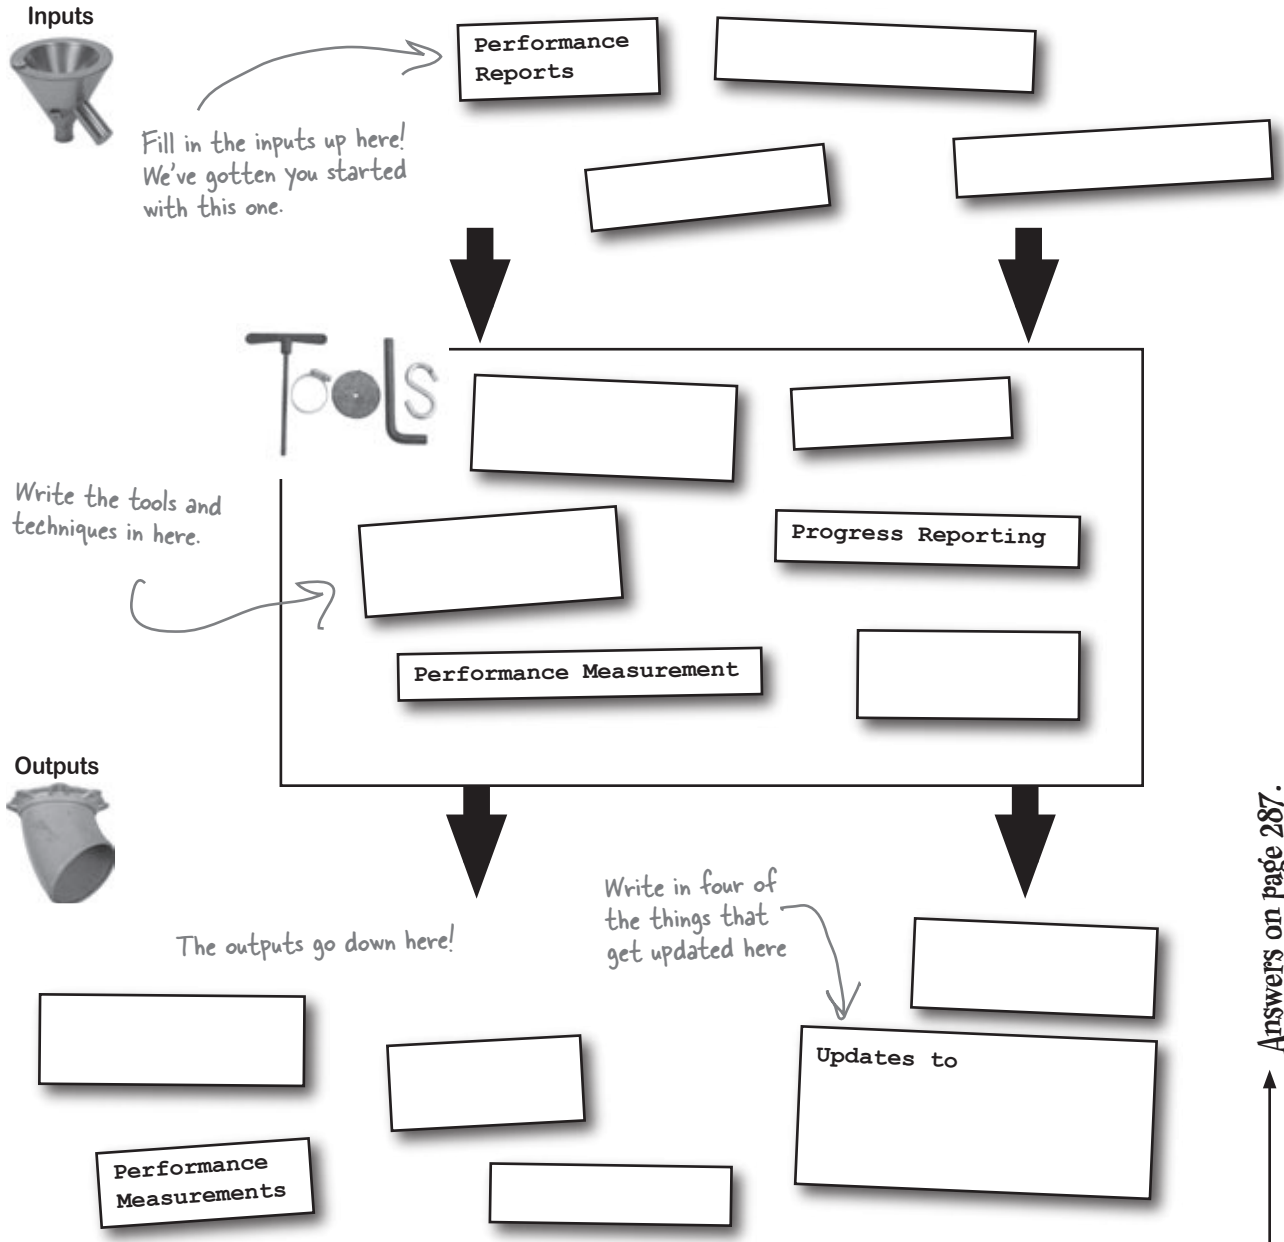 Inputs
Performance
Reports
Fill in the inputs up here!
We've gotten you started
with this one.
Tools
Write the tools and
techniques in here.
Progress Reporting
Performance Measurement
Outputs
The outputs go down here!
Write in four of
the things that
get updated here
Updates to
Performance
Measurements
Answers on page 287.